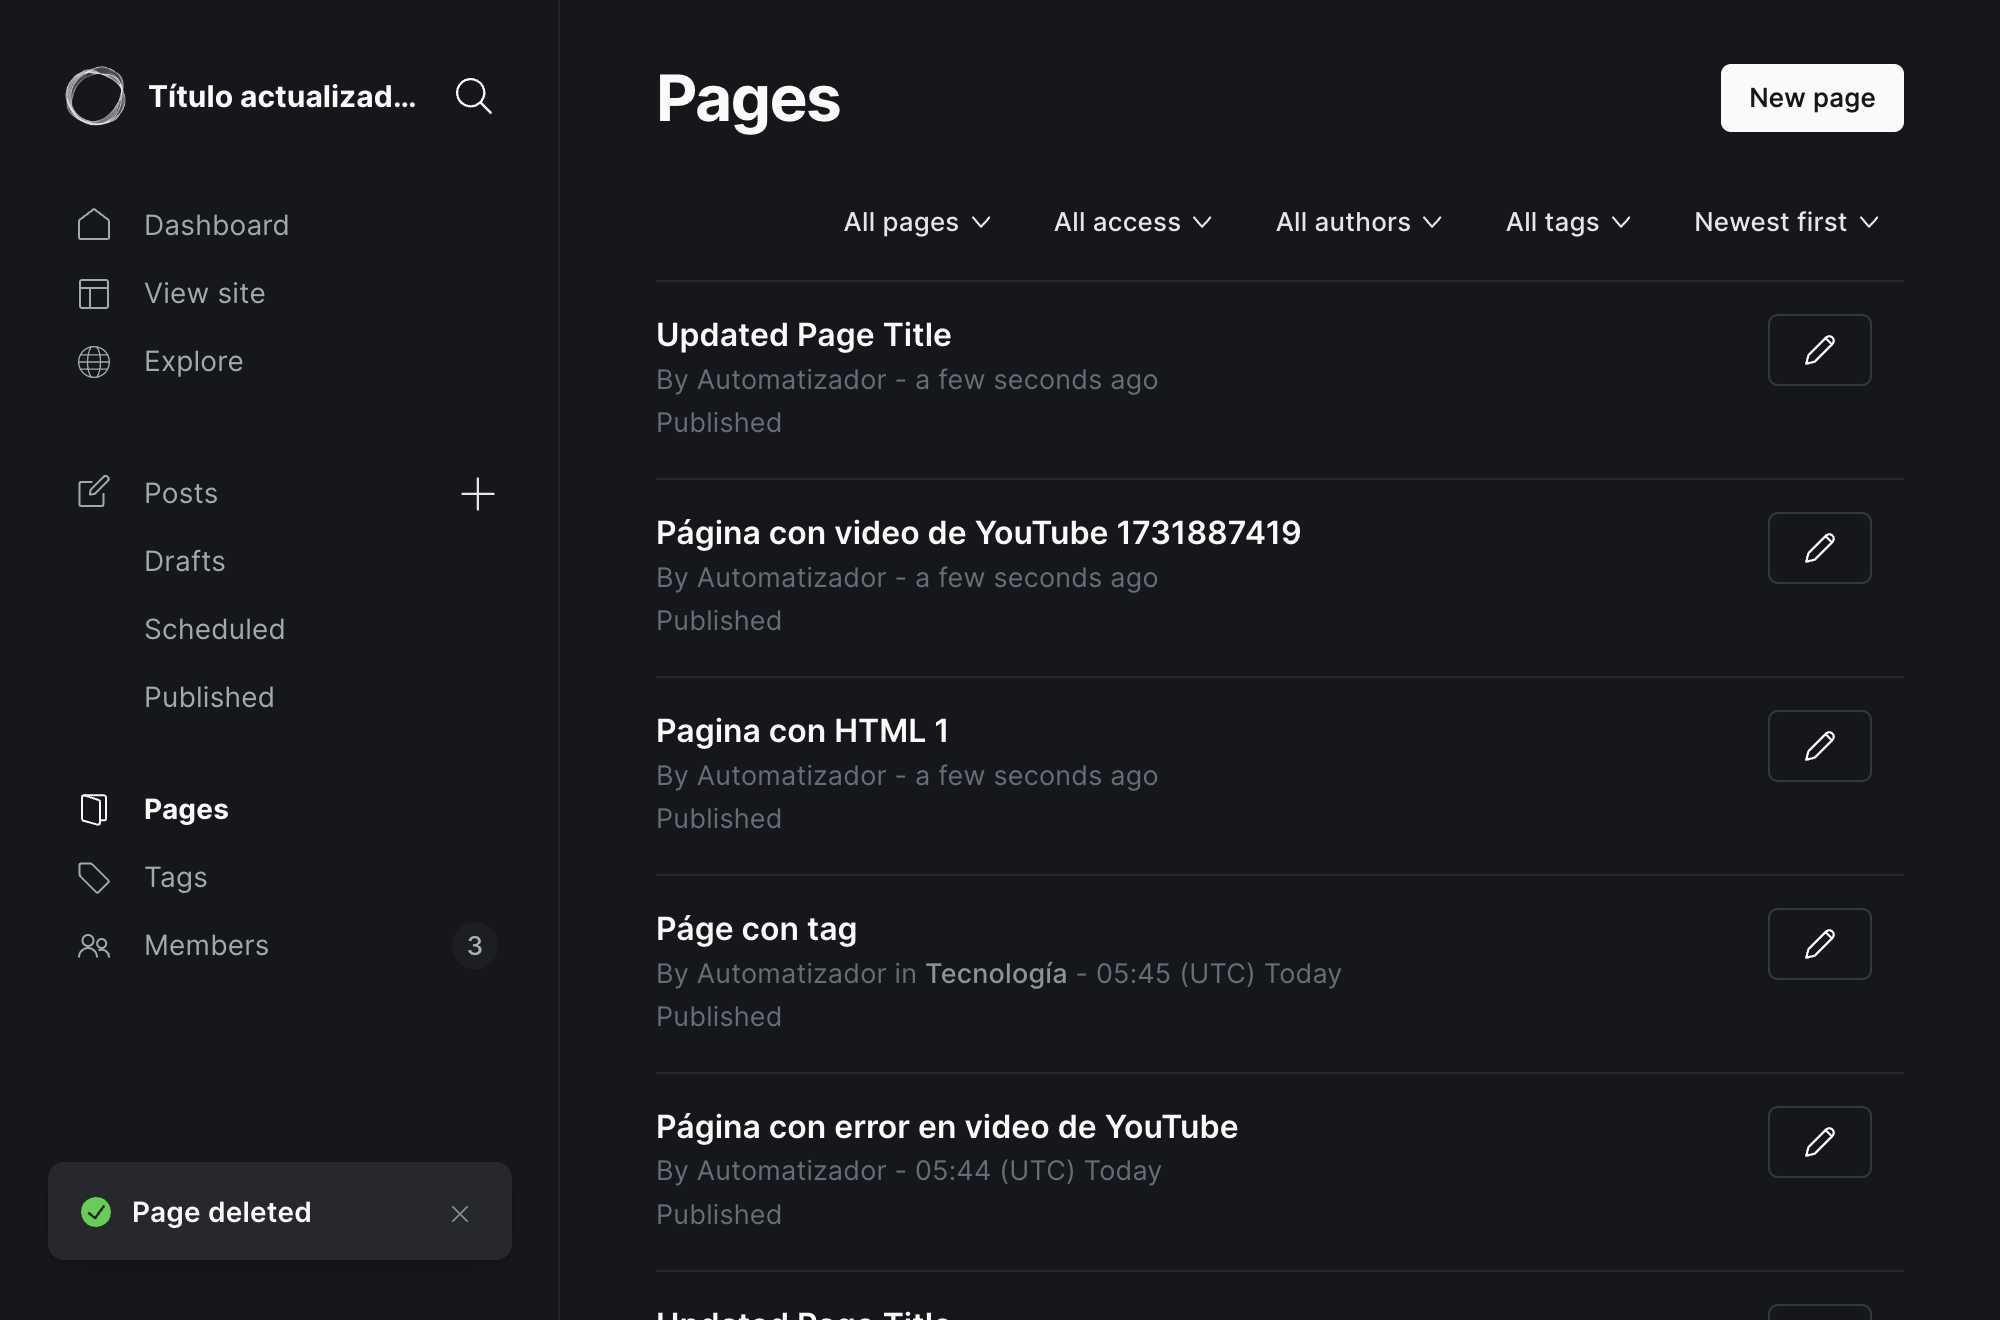 Título actualizad...
Dashboard
View site
Explore
Posts
Drafts
Scheduled
Published
Pages
Tags
Members
3
Page deleted
Pages
New page
All pages
All access
All authors
All tags
Newest first
Updated Page Title
By Automatizador - a few seconds ago
Published
Página con video de YouTube 1731887419
By Automatizador - a few seconds ago
Published
Pagina con HTML 1
By Automatizador - a few seconds ago
Published
Páge con tag
By Automatizador in Tecnología - 05:45 (UTC) Today
Published
Página con error en video de YouTube
By Automatizador - 05:44 (UTC) Today
Published
Updated Page Title